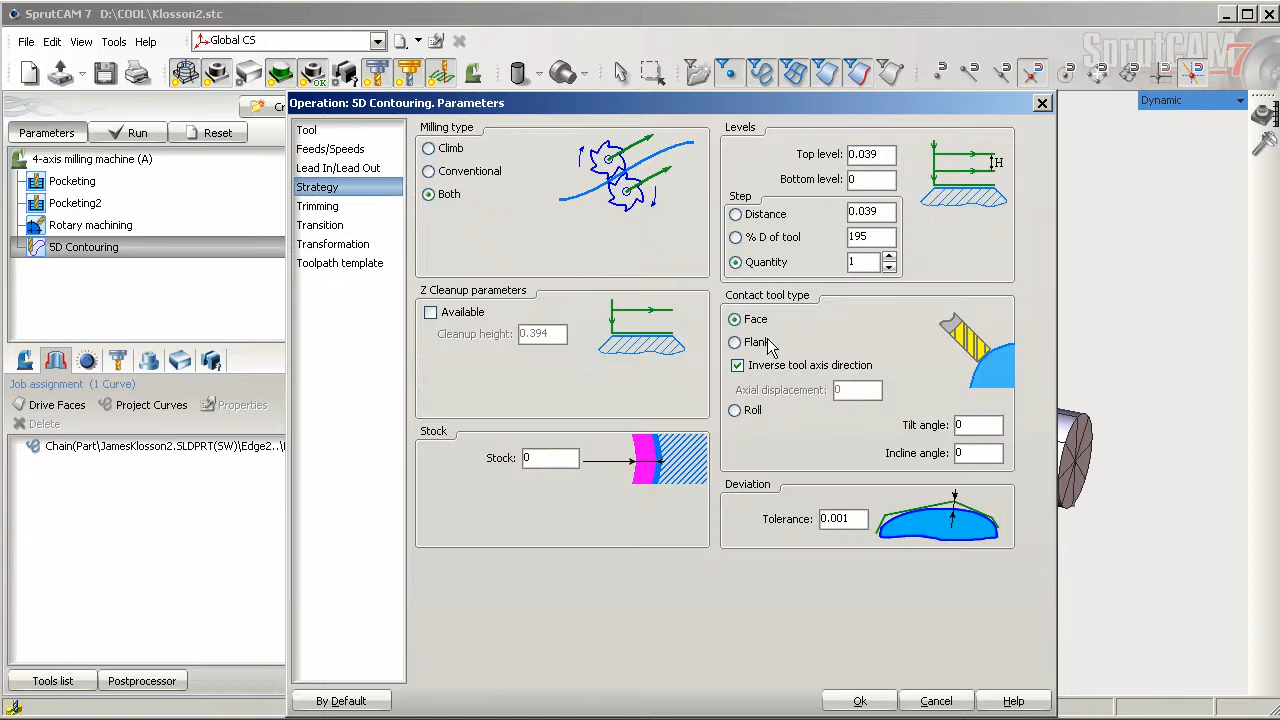 SprutCAM 7 D:\COOL\Klosson2.stc
File Edit View Tools Help
Global CS
SprutCAM 7
OK
Operation: 5D Contouring. Parameters
Dynamic
Parameters
Run
Reset
4-axis milling machine (A)
Pocketing
Pocketing2
Rotary machining
5D Contouring
Job assignment (1 Curve)
Drive Faces
Project Curves
Properties
Delete
Chain(Part\JamesKlosson2.SLDPRT(SW)\Edge2..
Tools list
Postprocessor
Tool
Feeds/Speeds
Lead In/Lead Out
Strategy
Trimming
Transition
Transformation
Toolpath template
Milling type
Climb
Conventional
Both
Z Cleanup parameters
Available
Cleanup height: 0.394
Stock
Stock: 0
Levels
Top level: 0.039
Bottom level: 0
H
Step
Distance 0.039
% D of tool 195
Quantity 1
Contact tool type
Face
Flank
Inverse tool axis direction
Axial displacement: 0
Roll
Tilt angle: 0
Incline angle: 0
Deviation
Tolerance: 0.001
By Default
Ok
Cancel
Help